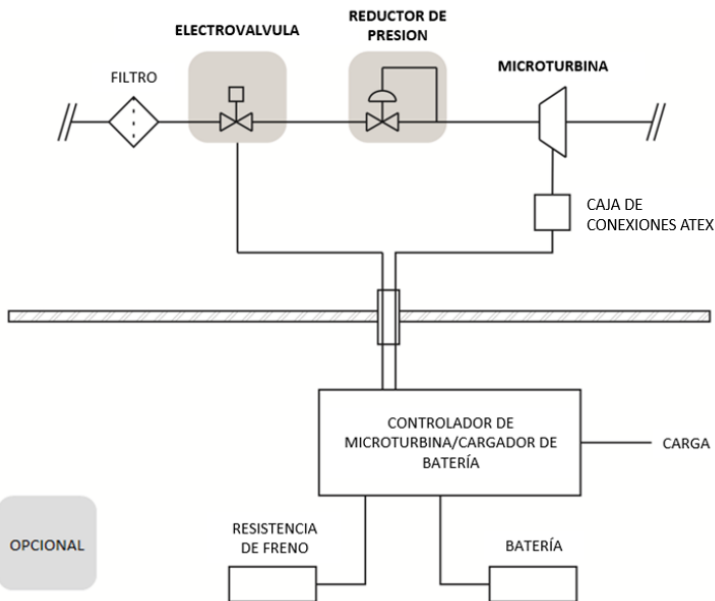 ELECTROVALVULA
REDUCTOR DE
PRESION
FILTRO
MICROTURBINA
CAJA DE
CONEXIONES ATEX
CONTROLADOR DE
MICROTURBINA/CARGADOR DE
BATERÍA
CARGA
OPCIONAL
RESISTENCIA
DE FRENO
BATERÍA